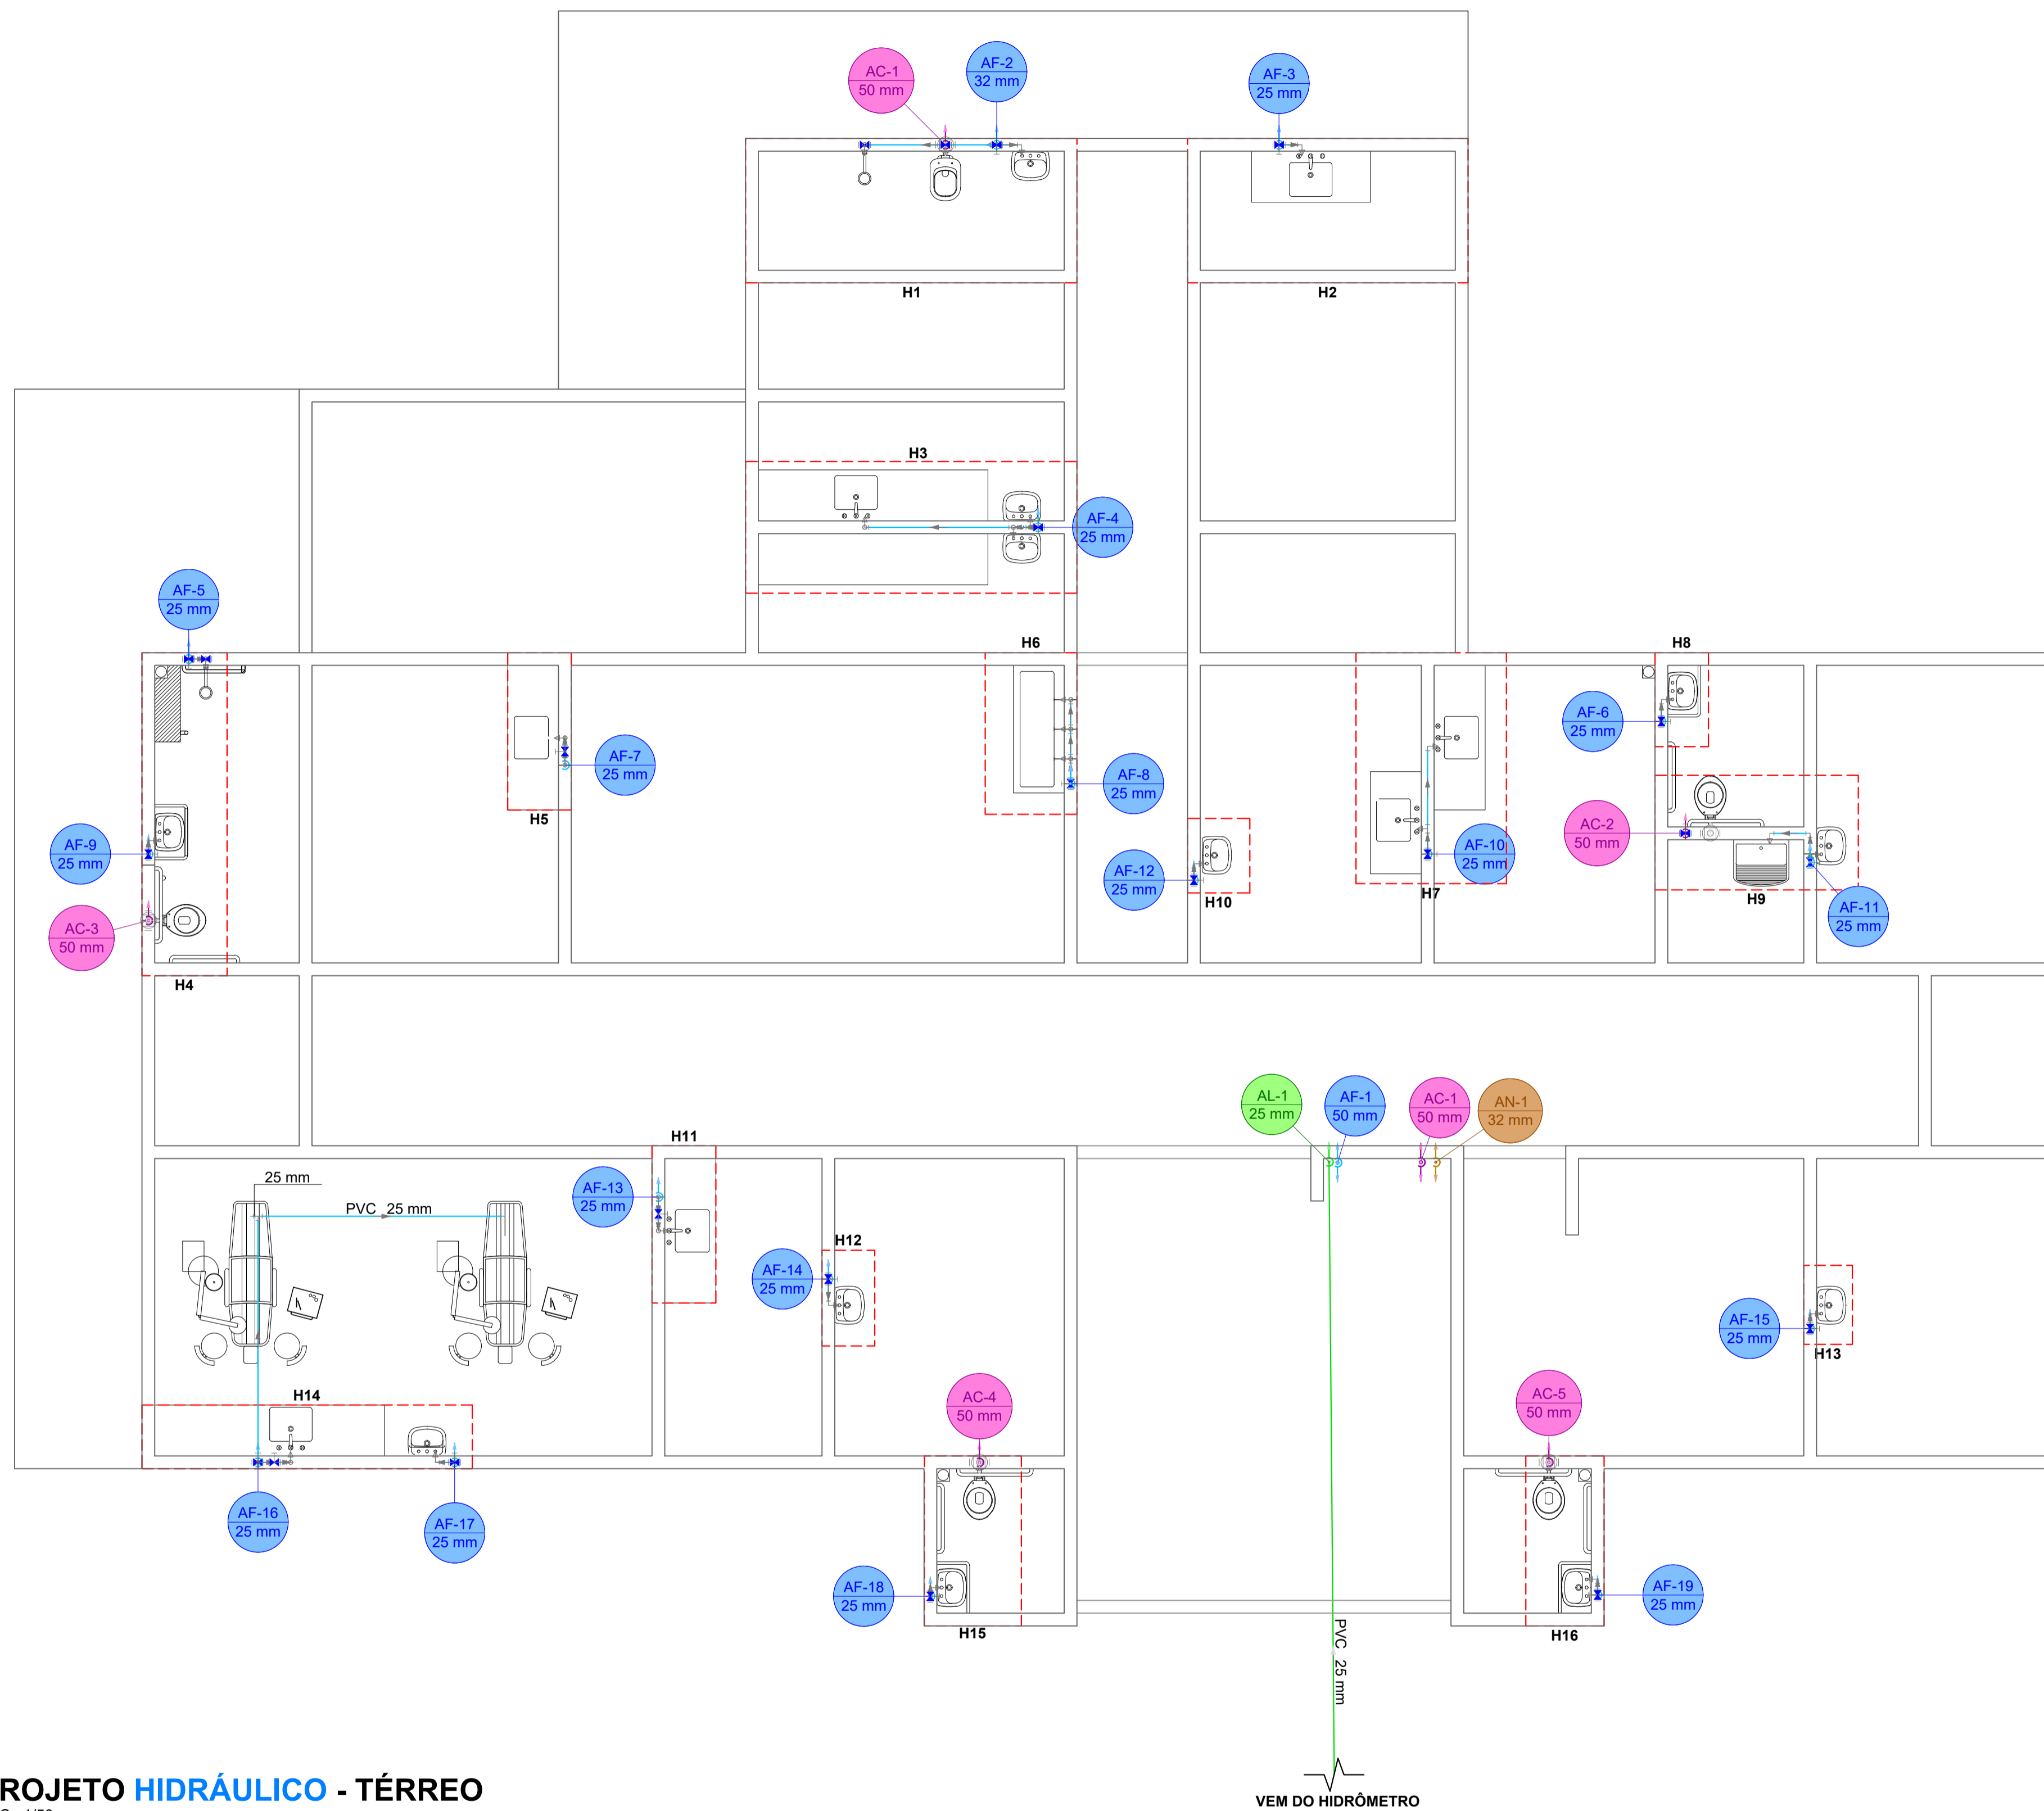 AC-1
50 mm
AF-2
32 mm
AF-3
25 mm
H1
H2
H3
AF-4
25 mm
AF-5
25 mm
H6
H8
AF-6
25 mm
AF-7
25 mm
AF-8
25 mm
H5
AF-9
25 mm
AC-2
50 mm
AF-10
25 mm
AF-12
25 mm
H7
H10
H9
AF-11
25 mm
AC-3
50 mm
H4
AL-1
25 mm
AF-1
50 mm
AC-1
50 mm
AN-1
32 mm
H11
25 mm
PVC 25 mm
AF-13
25 mm
H12
AF-14
25 mm
AF-15
25 mm
H13
H14
AC-4
50 mm
AC-5
50 mm
AF-16
25 mm
AF-17
25 mm
AF-18
25 mm
AF-19
25 mm
H15
H16
PVC 25 mm
ROJETO HIDRÁULICO - TÉRREO
VEM DO HIDRÔMETRO